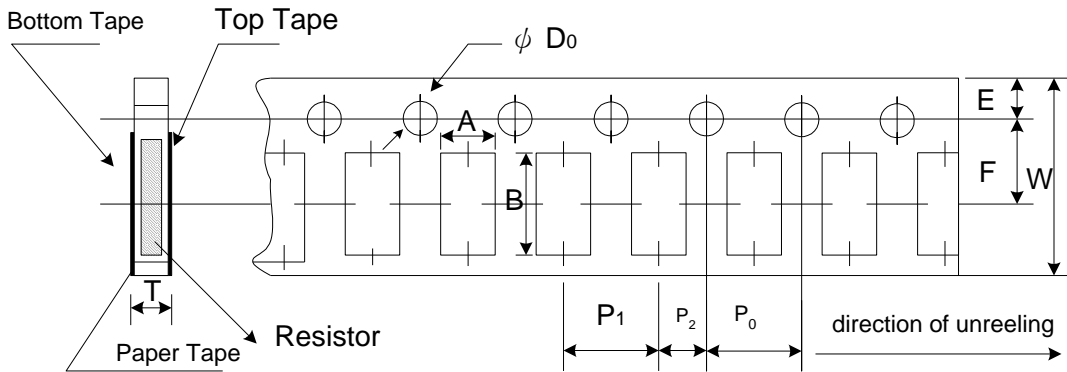 Bottom Tape
Top Tape
ψ D0
E
A
F
W
B
T
P1
P2
P0
Resistor
direction of unreeling
Paper Tape